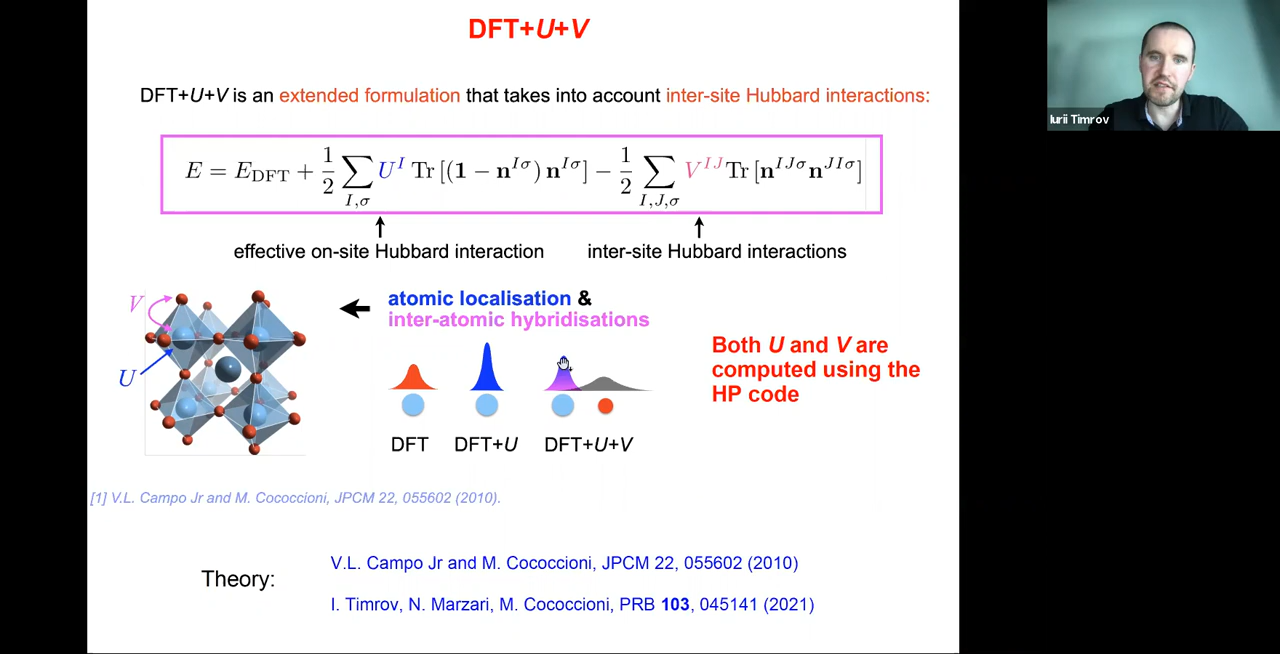 DFT+U+V
DFT+U+V is an extended formulation that takes into account inter-site Hubbard interactions:
E = E_DFT + 1/2 ∑_{I,σ} U^I Tr [(1 − n^{Iσ}) n^{Iσ}] − 1/2 ∑_{I,J,σ} V^{IJ} Tr [n^{IJσ} n^{JIσ}]
effective on-site Hubbard interaction
inter-site Hubbard interactions
V
U
atomic localisation &
inter-atomic hybridisations
DFT
DFT+U
DFT+U+V
Both U and V are
computed using the
HP code
[1] V.L. Campo Jr and M. Cococcioni, JPCM 22, 055602 (2010).
Theory:
V.L. Campo Jr and M. Cococcioni, JPCM 22, 055602 (2010)
I. Timrov, N. Marzari, M. Cococcioni, PRB 103, 045141 (2021)
Iurii Timrov